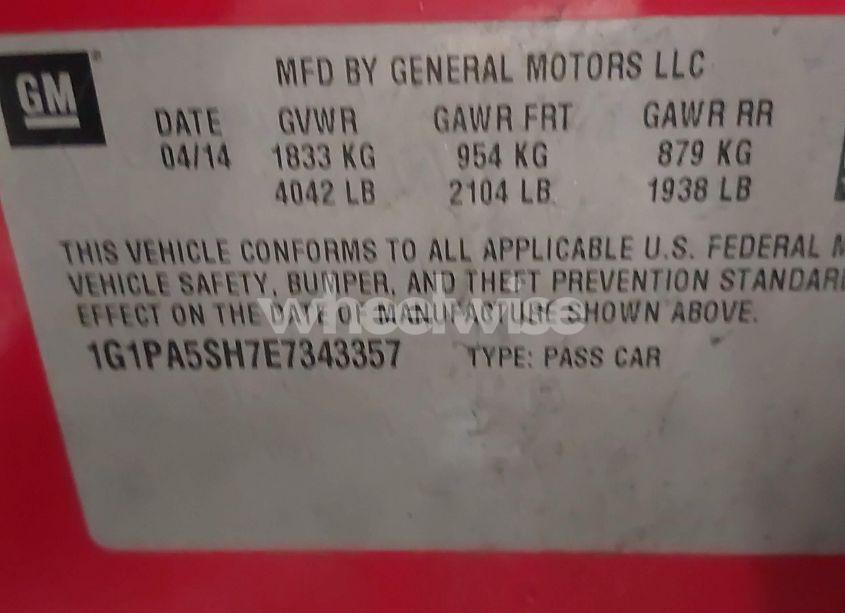 GM
MFD BY GENERAL MOTORS LLC
DATE GVWR GAWR FRT GAWR RR
04/14 1833 KG 954 KG 879 KG
4042 LB 2104 LB 1938 LB
THIS VEHICLE CONFORMS TO ALL APPLICABLE U.S. FEDERAL M
VEHICLE SAFETY, BUMPER, AND THEFT PREVENTION STANDAR
EFFECT ON THE DATE OF MANUFACTURE SHOWN ABOVE.
wheelwise
1G1PA5SH7E7343357 TYPE: PASS CAR